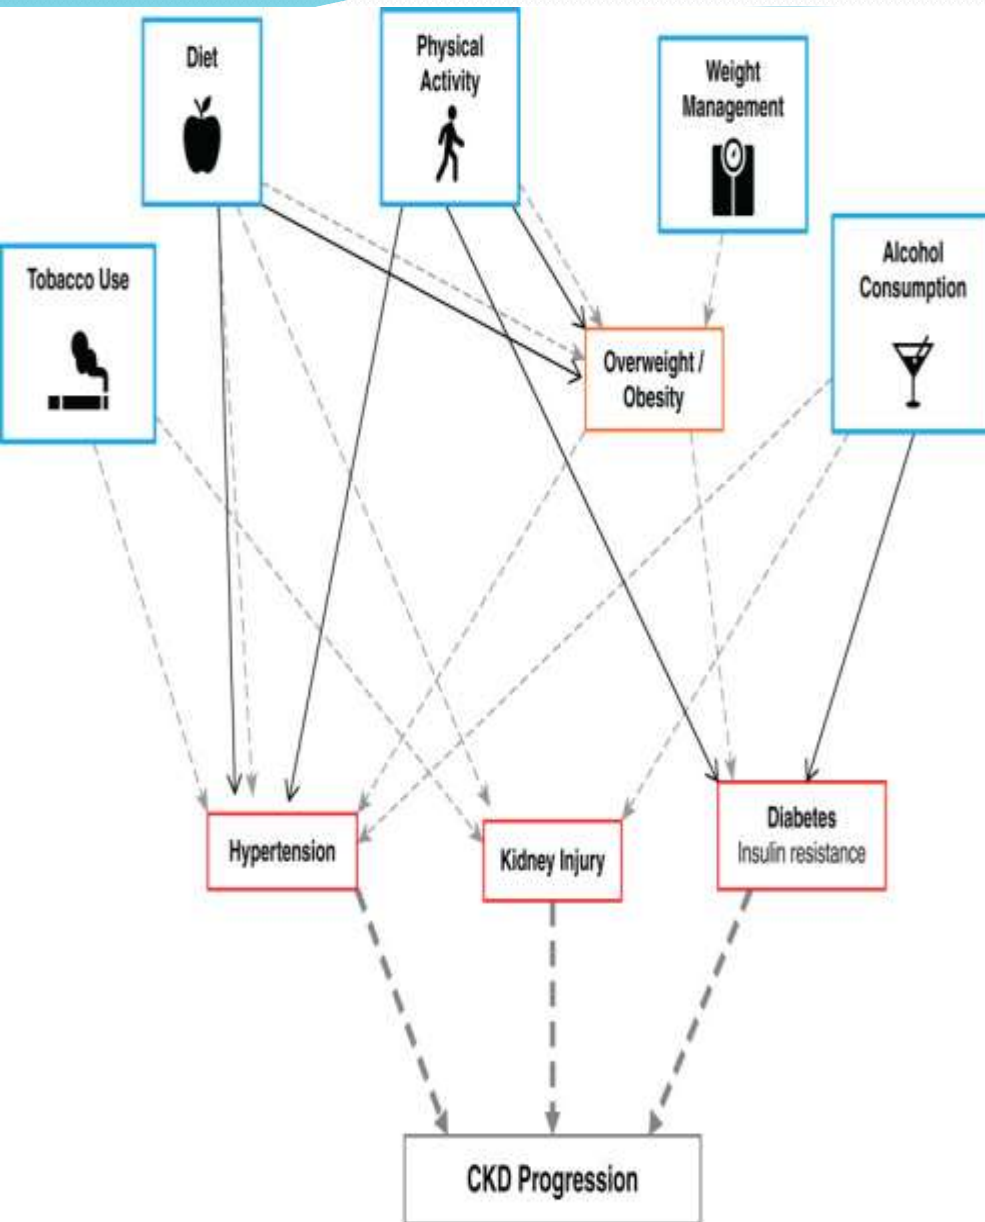 Diet
Physical
Activity
Weight
Management
Tobacco Use
Alcohol
Consumption
Overweight /
Obesity
Hypertension
Kidney Injury
Diabetes
Insulin resistance
CKD Progression